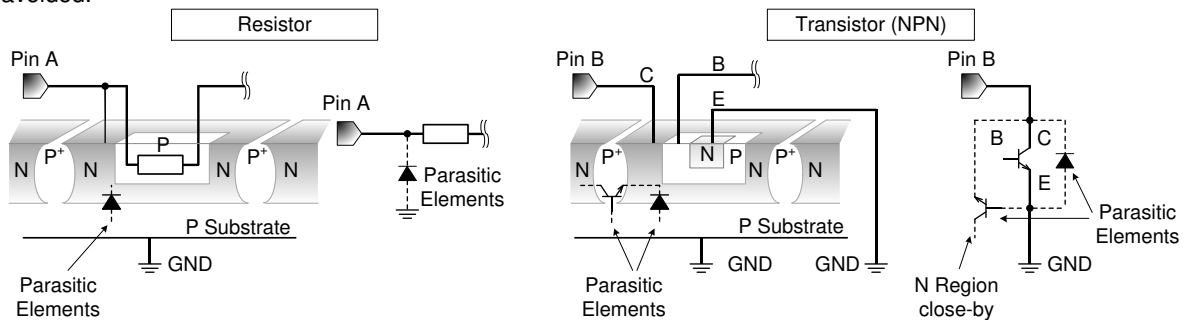 avoided.
Resistor
Transistor (NPN)
Pin A
Pin A
Pin B
C
B
E
Pin B
N
P+
N
P
N
P+
N
Parasitic
Elements
N
P+
N
N
P
N
P+
N
B
C
E
P Substrate
GND
Parasitic
Elements
P Substrate
GND
GND
Parasitic
Elements
Parasitic
Elements
GND
N Region
close-by